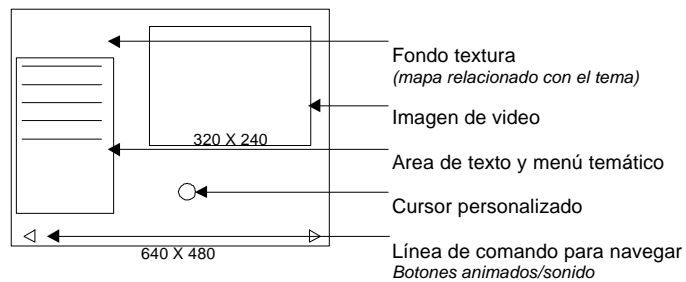 Fondo textura
(mapa relacionado con el tema)
Imagen de video
320 X 240
Area de texto y menú temático
Cursor personalizado
Línea de comando para navegar
640 X 480
Botones animados/sonido